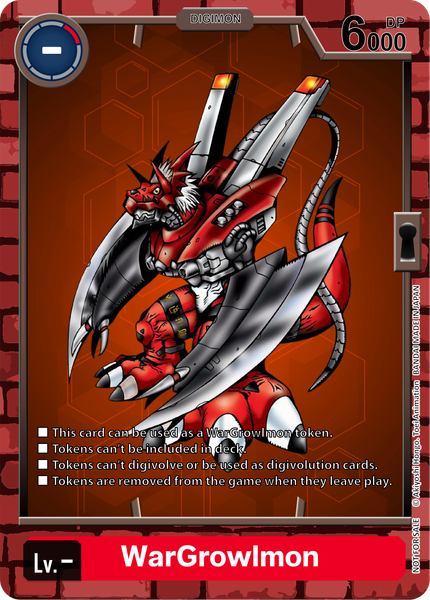 DIGIMON
DP
6000
-
■ This card can be used as a WarGrowlmon token.
■ Tokens can't be included in deck.
■ Tokens can't digivolve or be used as digivolution cards.
■ Tokens are removed from the game when they leave play.
Lv.-
WarGrowlmon
NOT FOR SALE © Akiyoshi Hongo, Toei Animation BANDAI MADE IN JAPAN